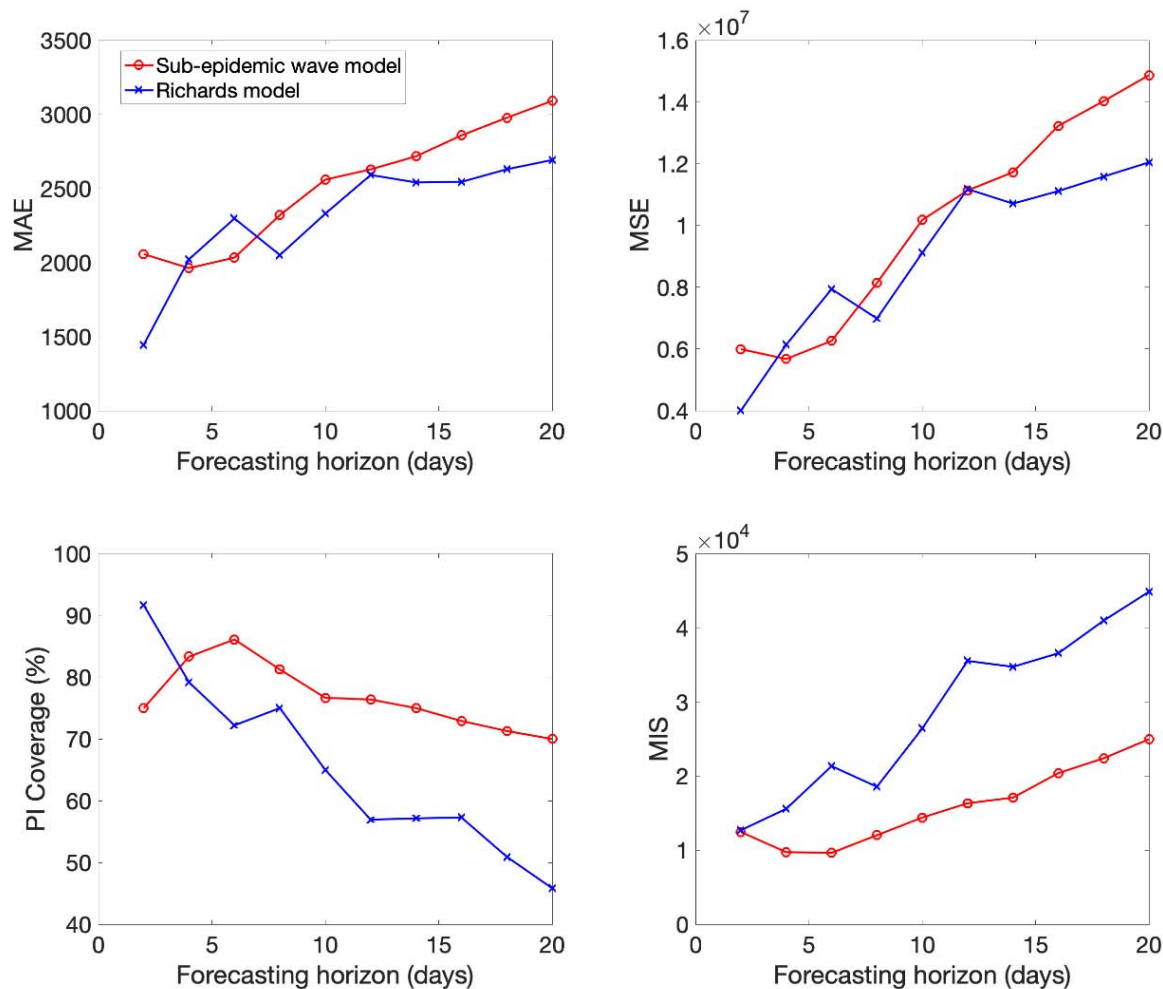 3500
3000
2500
2000
1500
1000
MAE
Sub-epidemic wave model
Richards model
0 5 10 15 20
Forecasting horizon (days)
×10^7
1.6
1.4
1.2
1
0.8
0.6
0.4
MSE
0 5 10 15 20
Forecasting horizon (days)
100
90
80
70
60
50
40
PI Coverage (%)
0 5 10 15 20
Forecasting horizon (days)
×10^4
5
4
3
2
1
0
MIS
0 5 10 15 20
Forecasting horizon (days)